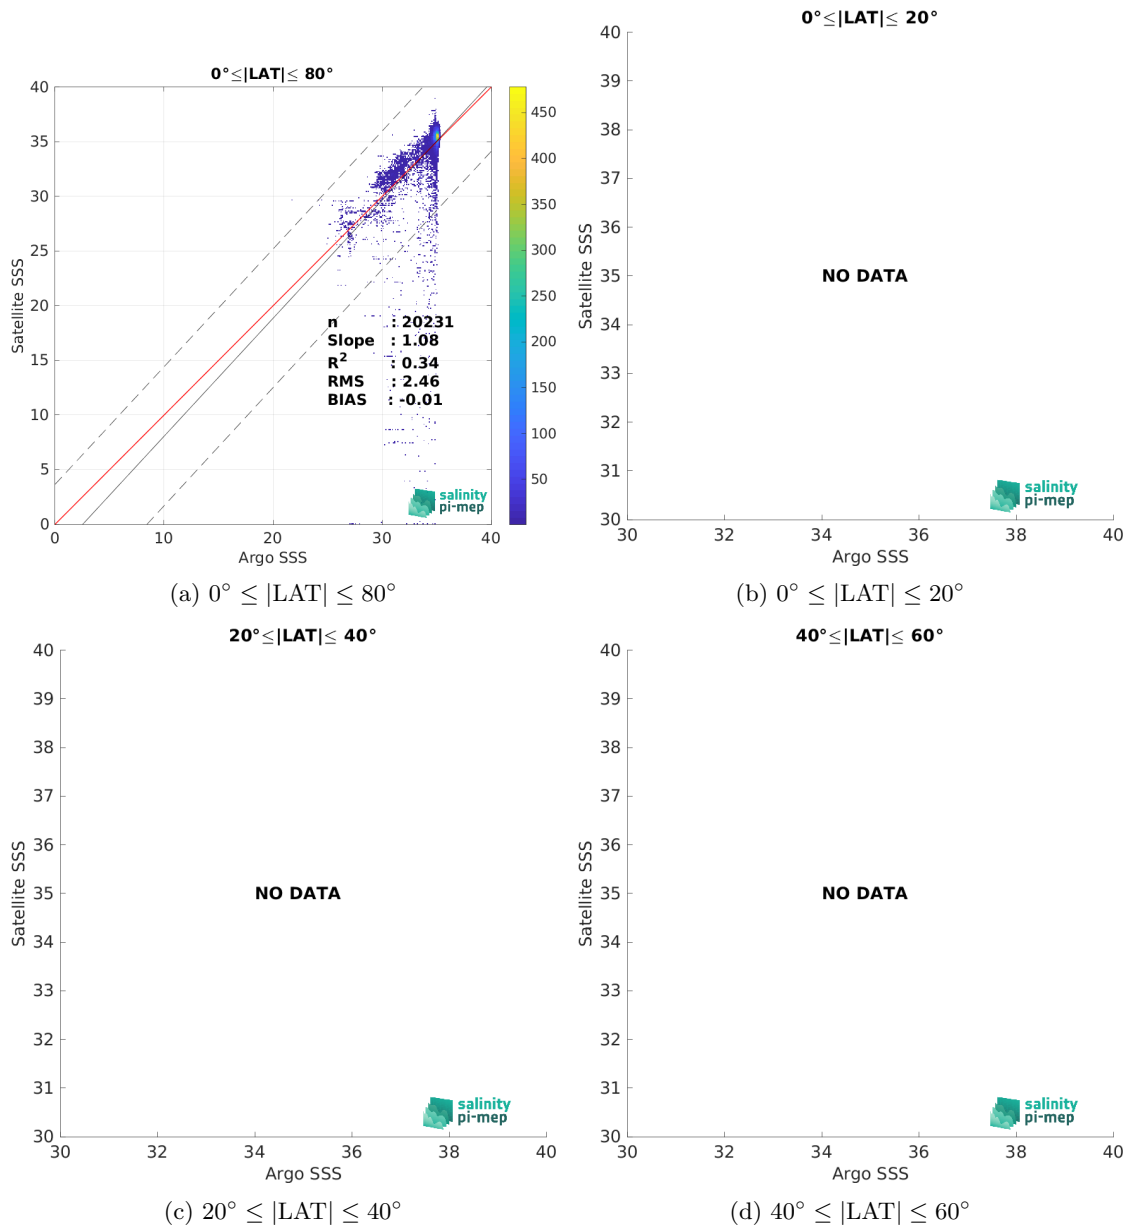 0°≤|LAT|≤ 80°
40
35
30
25
20
15
10
5
0
Satellite SSS
0
10
20
30
40
Argo SSS
450
400
350
300
250
200
150
100
50
n : 20231
Slope : 1.08
R² : 0.34
RMS : 2.46
BIAS : -0.01
salinity
pi-mep
(a) 0° ≤ |LAT| ≤ 80°
0°≤|LAT|≤ 20°
40
39
38
37
36
35
34
33
32
31
30
Satellite SSS
NO DATA
salinity
pi-mep
30
32
34
36
38
40
Argo SSS
(b) 0° ≤ |LAT| ≤ 20°
20°≤|LAT|≤ 40°
40
39
38
37
36
35
34
33
32
31
30
Satellite SSS
NO DATA
salinity
pi-mep
30
32
34
36
38
40
Argo SSS
(c) 20° ≤ |LAT| ≤ 40°
40°≤|LAT|≤ 60°
40
39
38
37
36
35
34
33
32
31
30
Satellite SSS
NO DATA
salinity
pi-mep
30
32
34
36
38
40
Argo SSS
(d) 40° ≤ |LAT| ≤ 60°